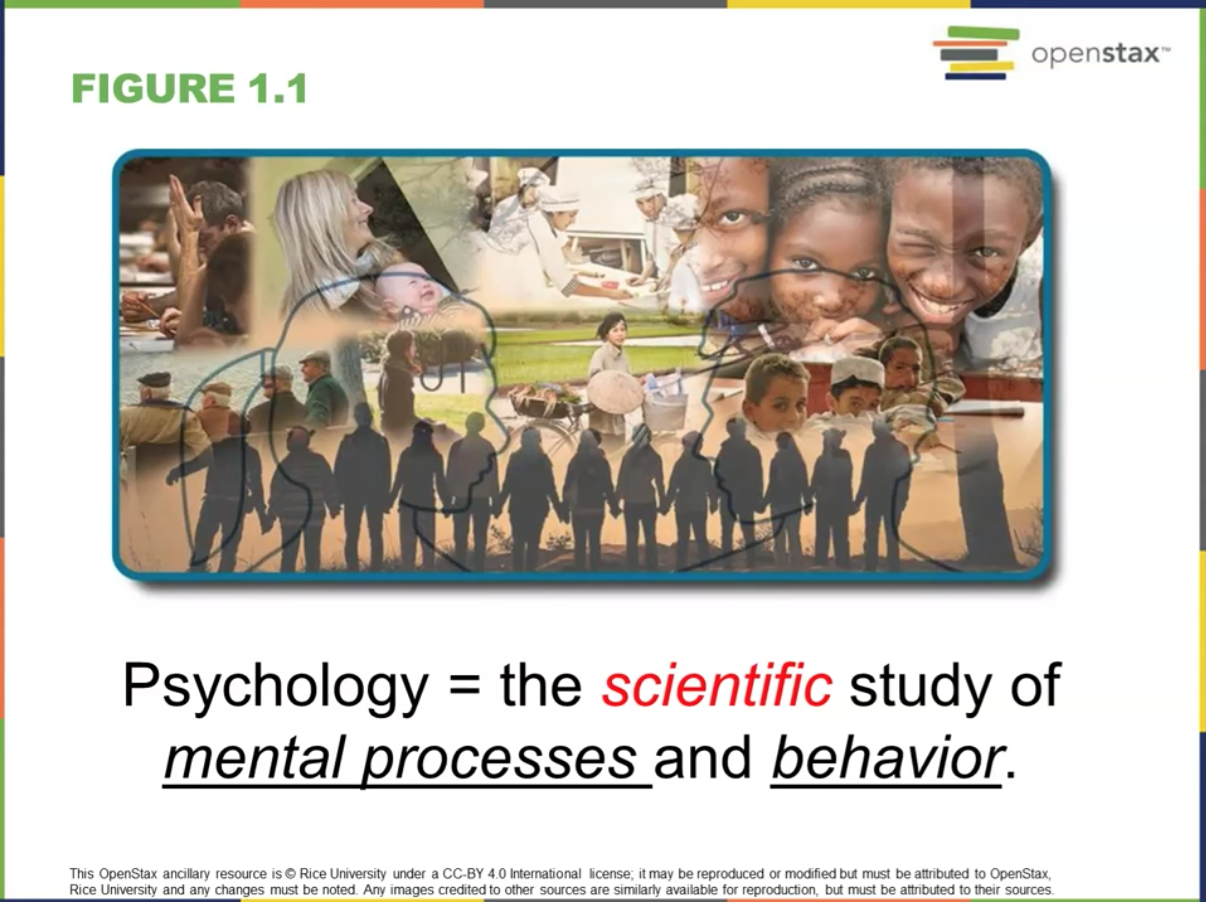 openstax™
FIGURE 1.1
Psychology = the scientific study of
mental processes and behavior.
This OpenStax ancillary resource is © Rice University under a CC-BY 4.0 International license; it may be reproduced or modified but must be attributed to OpenStax,
Rice University and any changes must be noted. Any images credited to other sources are similarly available for reproduction, but must be attributed to their sources.